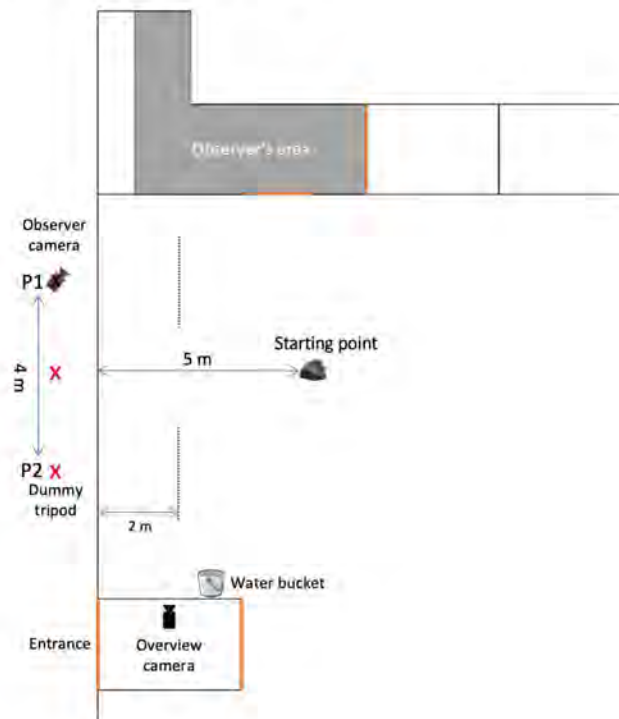 Observer's area
Observer
camera
P1
Starting point
5 m
4 m
X
P2 X
Dummy
tripod
2 m
Water bucket
Entrance
Overview
camera